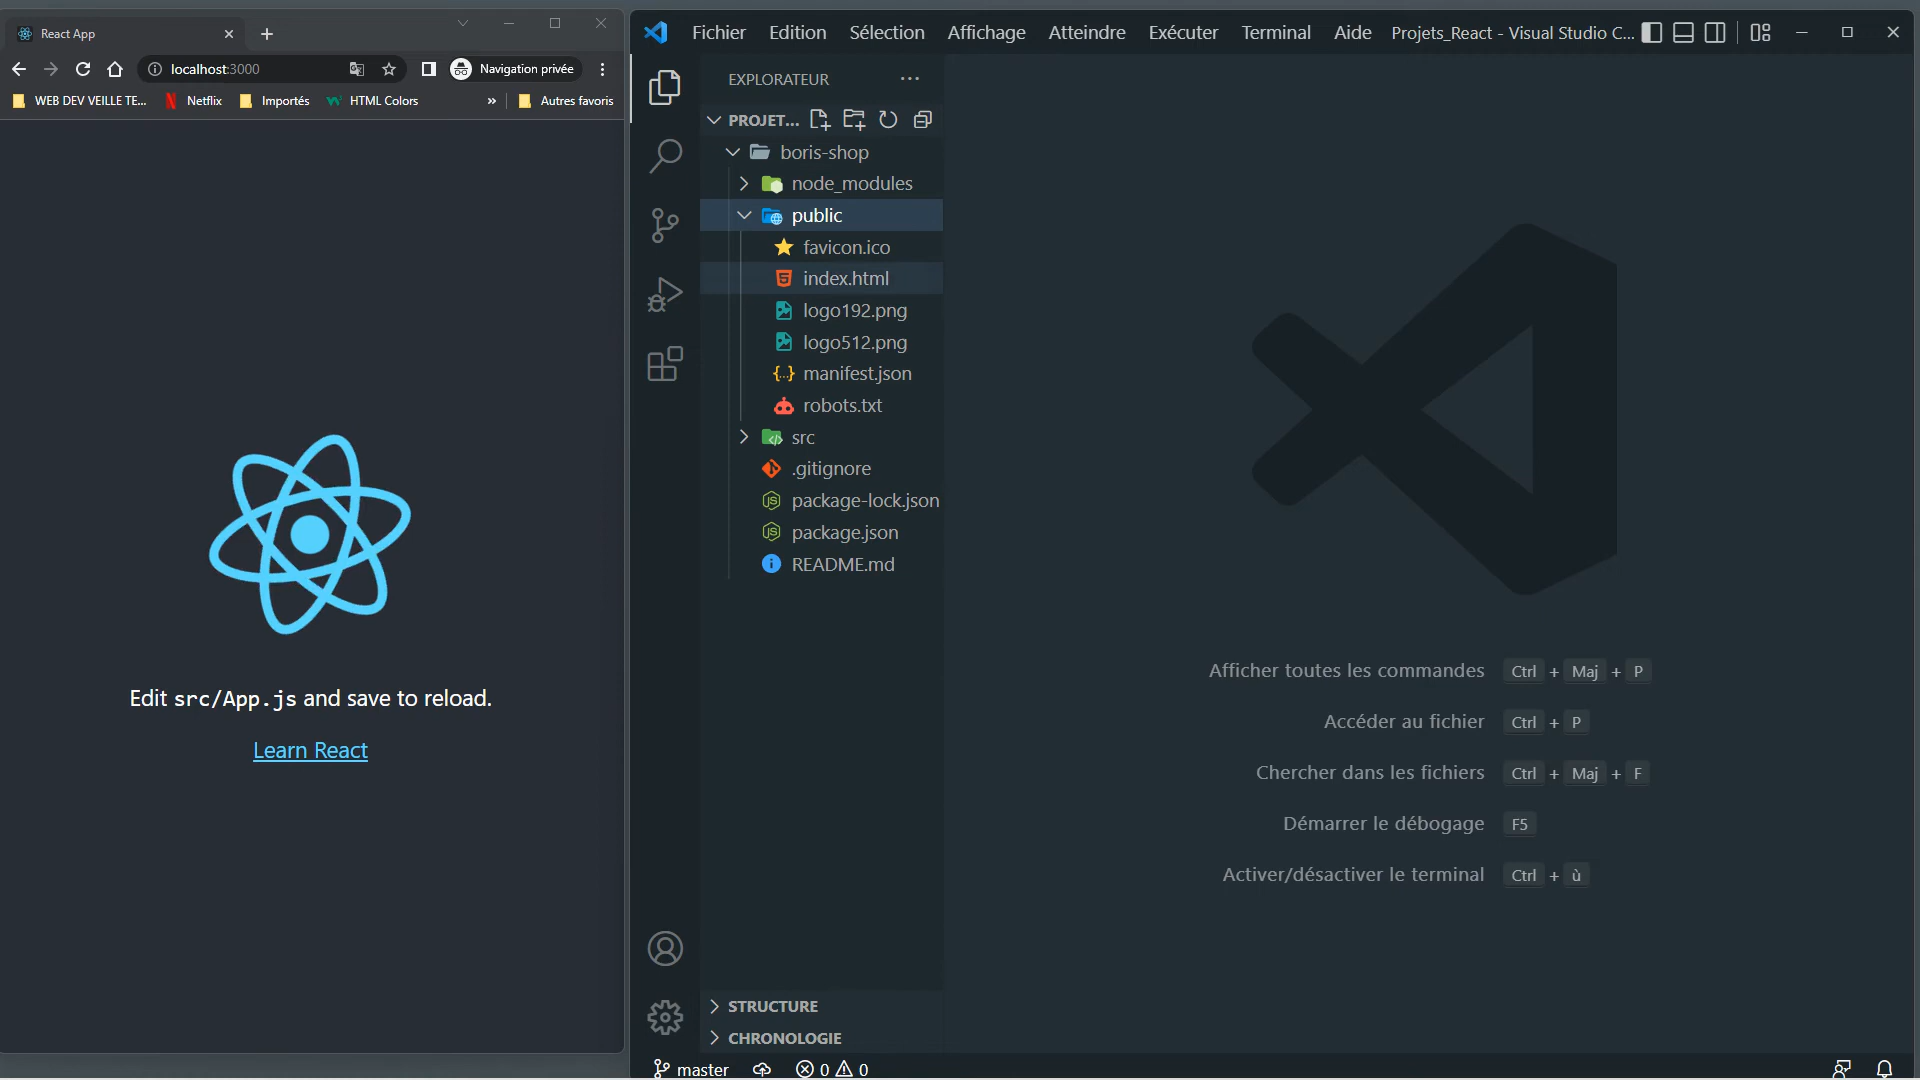 React App
localhost:3000
Navigation privée
WEB DEV VEILLE TE...
Netflix
Importés
HTML Colors
»
Autres favoris
Edit src/App.js and save to reload.
Learn React
Fichier
Edition
Sélection
Affichage
Atteindre
Exécuter
Terminal
Aide
Projets_React - Visual Studio C...
EXPLORATEUR
PROJET...
boris-shop
node_modules
public
favicon.ico
index.html
logo192.png
logo512.png
manifest.json
robots.txt
src
.gitignore
package-lock.json
package.json
README.md
STRUCTURE
CHRONOLOGIE
Afficher toutes les commandes Ctrl + Maj + P
Accéder au fichier Ctrl + P
Chercher dans les fichiers Ctrl + Maj + F
Démarrer le débogage F5
Activer/désactiver le terminal Ctrl + ù
master
0
0